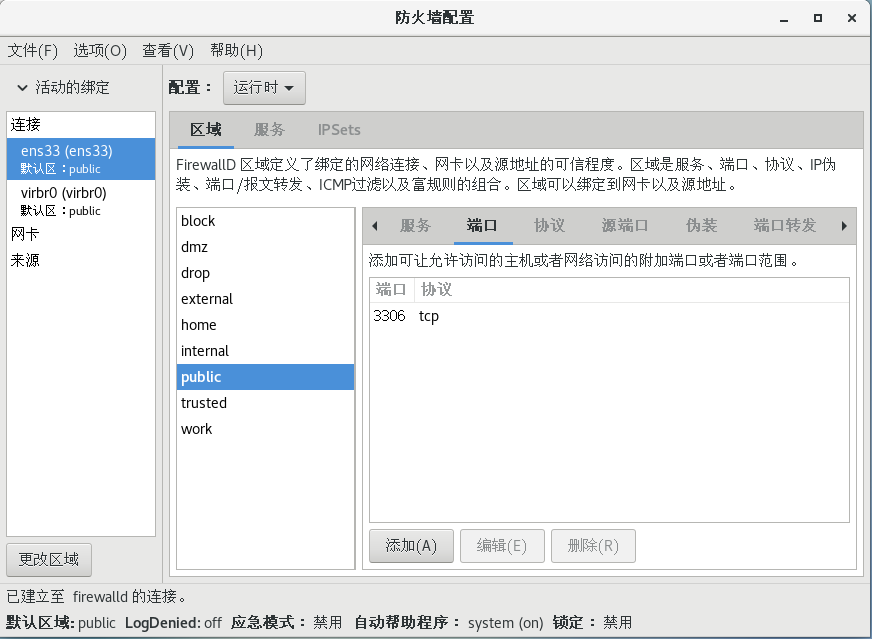 防火墙配置
文件(F) 选项(O) 查看(V) 帮助(H)
活动的绑定
连接
ens33 (ens33)
默认区：public
virbr0 (virbr0)
默认区：public
网卡
来源
更改区域
配置： 运行时
区域 服务 IPSets
FirewallD 区域定义了绑定的网络连接、网卡以及源地址的可信程度。区域是服务、端口、协议、IP伪
装、端口/报文转发、ICMP过滤以及富规则的组合。区域可以绑定到网卡以及源地址。
block
dmz
drop
external
home
internal
public
trusted
work
服务 端口 协议 源端口 伪装 端口转发
添加可让允许访问的主机或者网络访问的附加端口或者端口范围。
端口 协议
3306 tcp
添加(A) 编辑(E) 删除(R)
已建立至 firewalld 的连接。
默认区域: public LogDenied: off 应急模式： 禁用 自动帮助程序： system (on) 锁定： 禁用